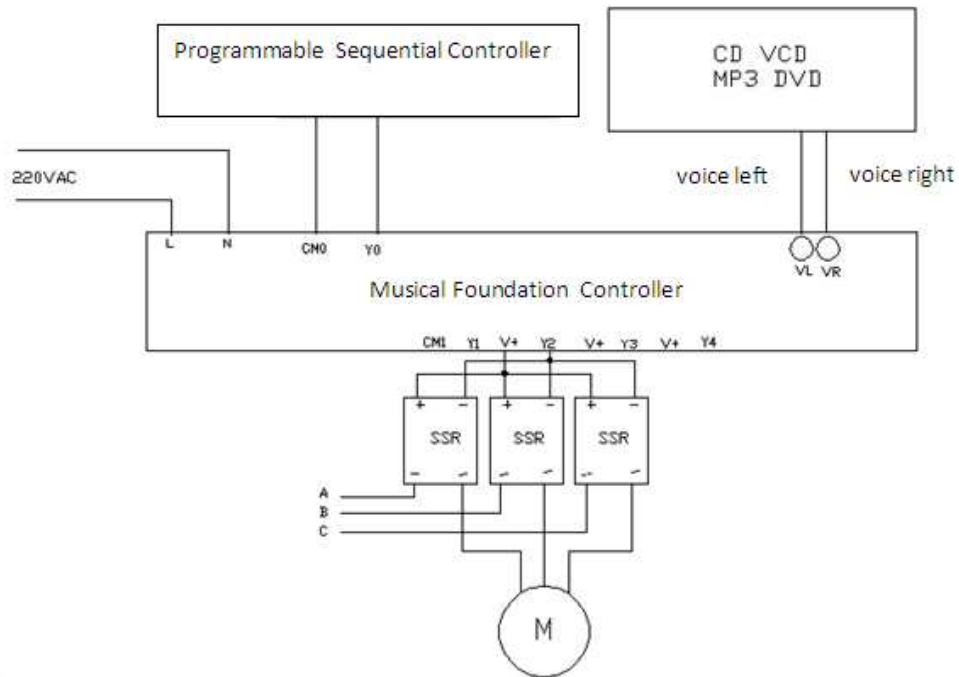 Programmable Sequential Controller
CD VCD
MP3 DVD
220VAC
voice left
voice right
L N CM0 Y0
VL VR
Musical Foundation Controller
CM1 Y1 V+ Y2 V+ Y3 V+ Y4
+ - + - + -
SSR SSR SSR
A
B
C
M